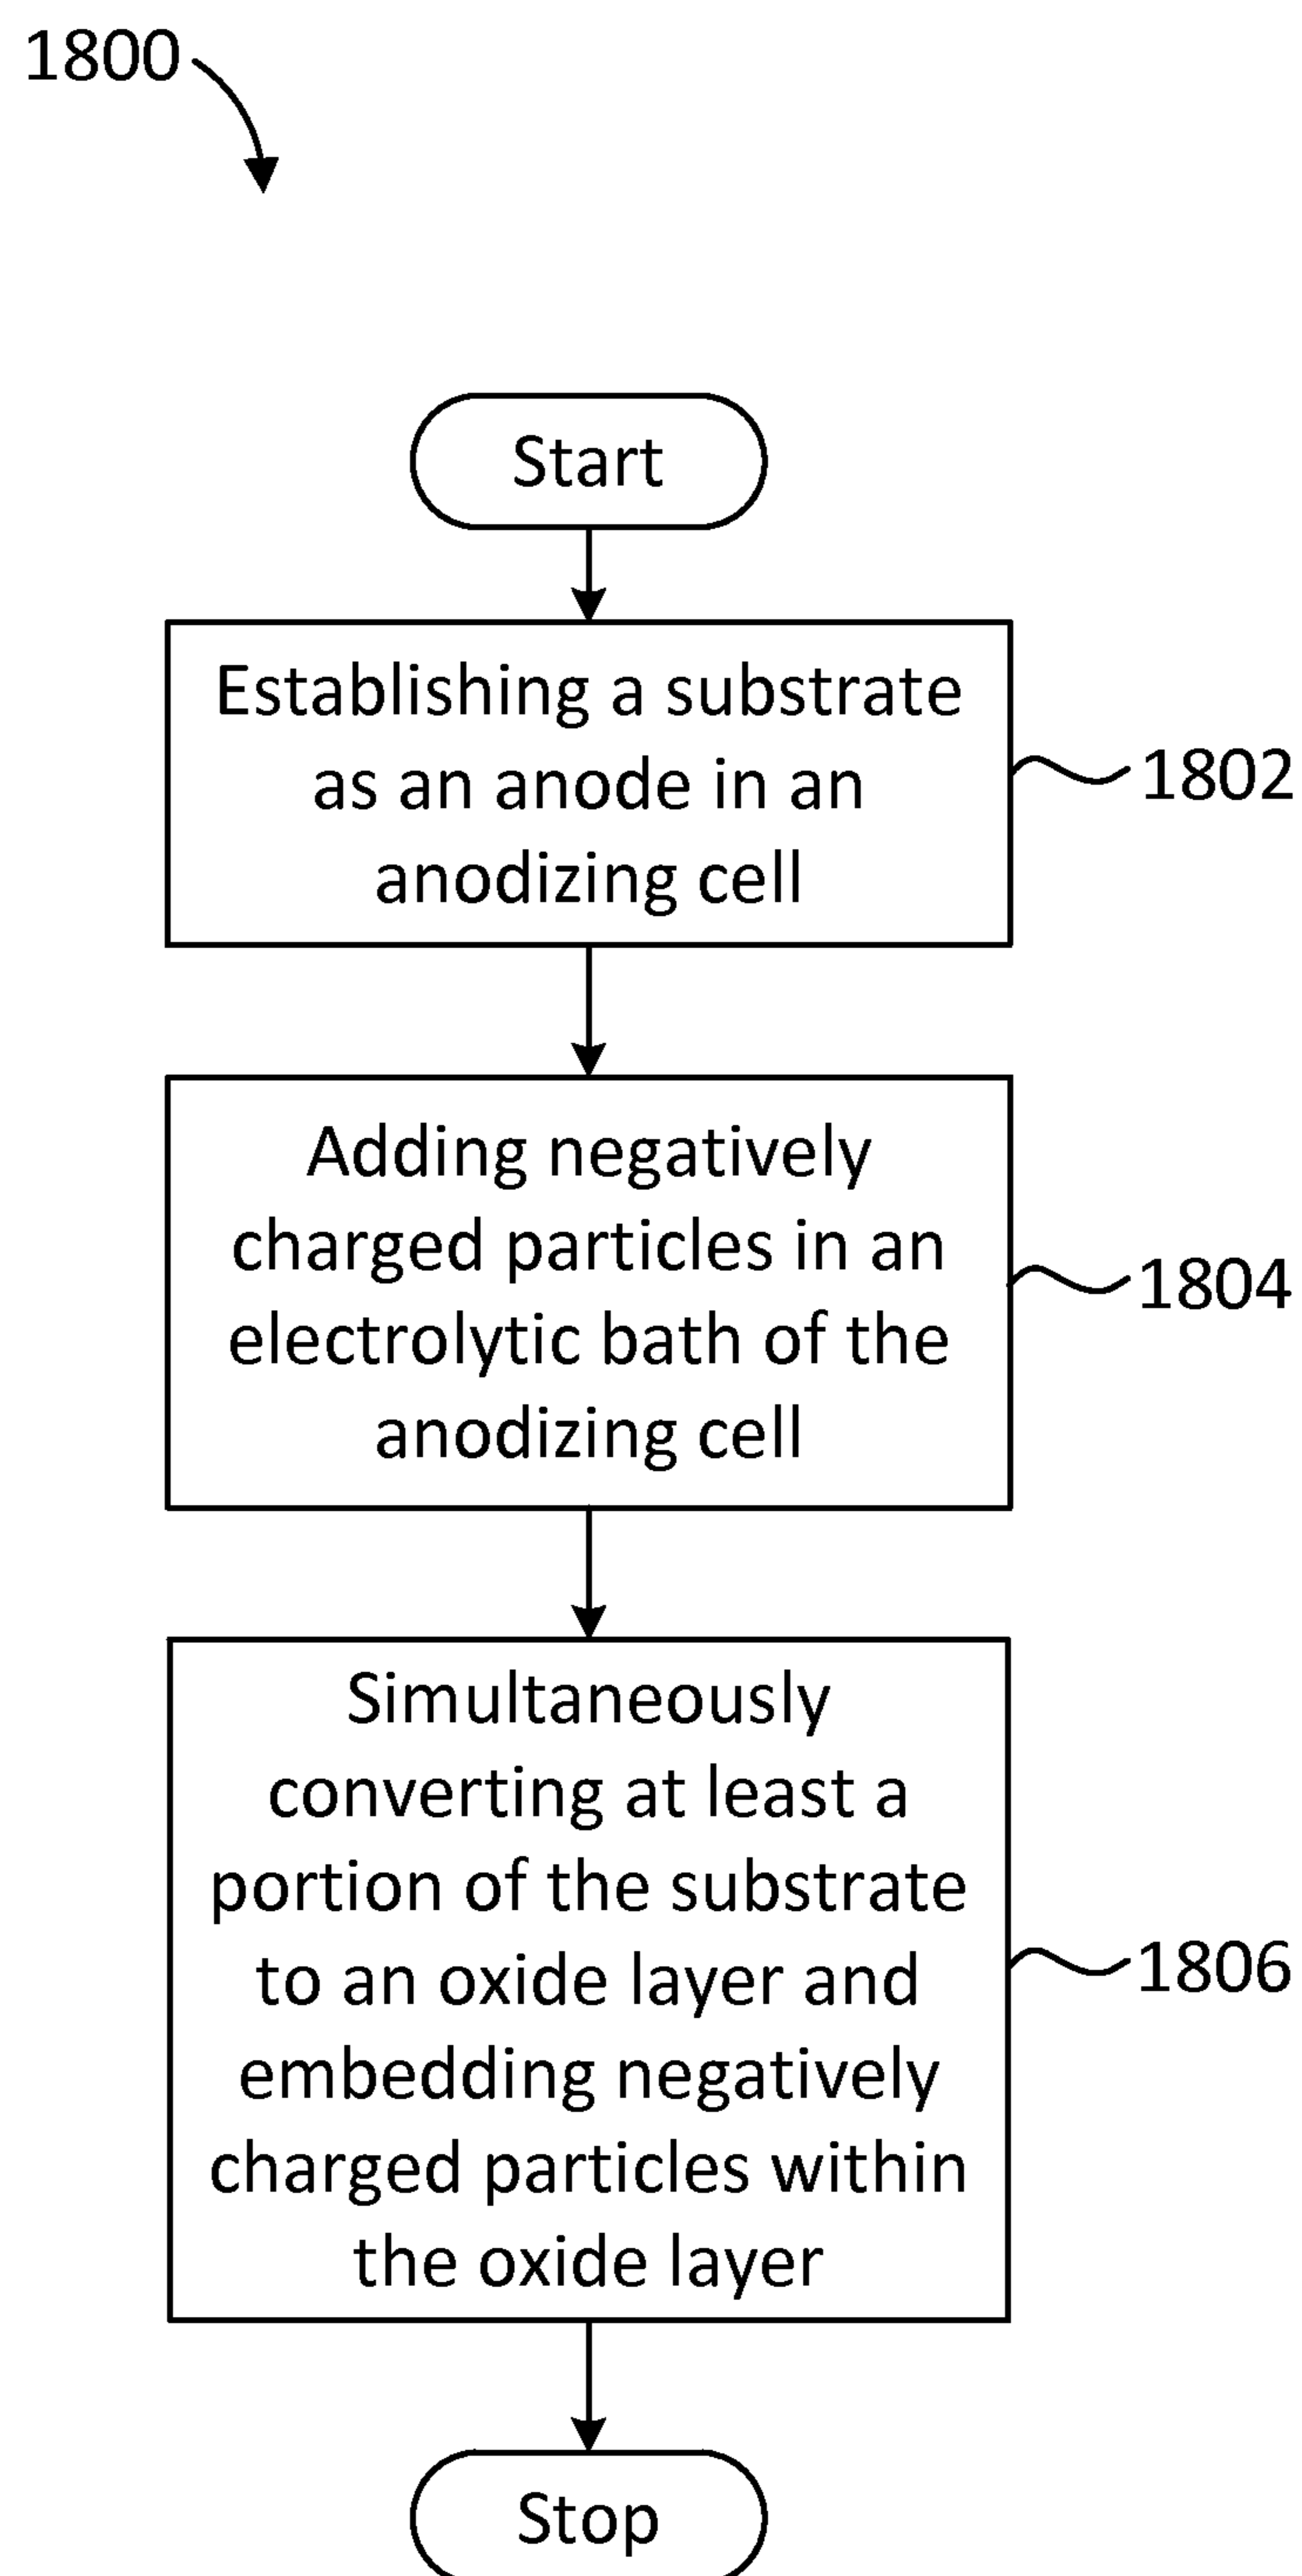 1800
Start
Establishing a substrate
as an anode in an
anodizing cell
1802
Adding negatively
charged particles in an
electrolytic bath of the
anodizing cell
1804
Simultaneously
converting at least a
portion of the substrate
to an oxide layer and
embedding negatively
charged particles within
the oxide layer
1806
Stop